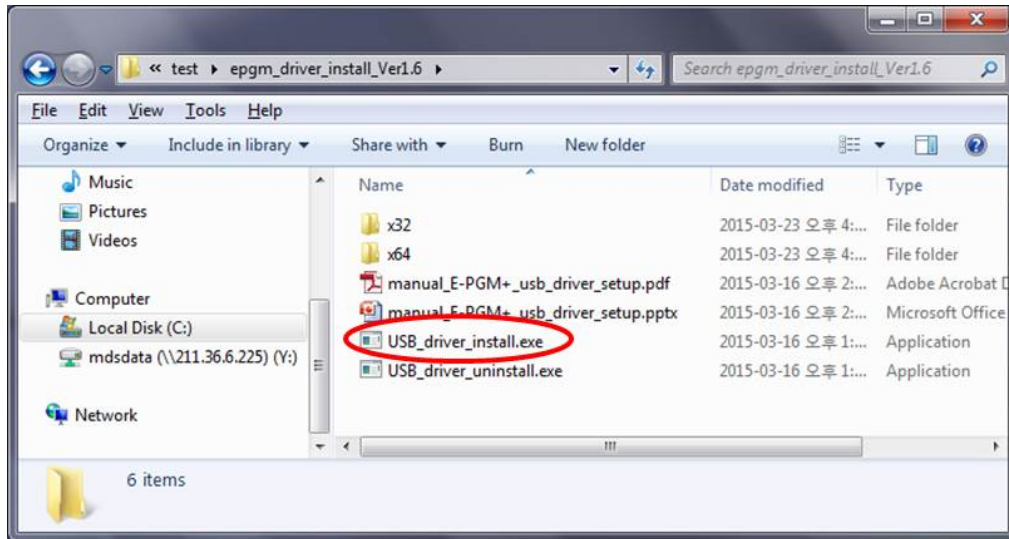 « test ▸ epgm_driver_install_Ver1.6 ▸ Search epgm_driver_install_Ver1.6
File Edit View Tools Help
Organize Include in library Share with Burn New folder
Music
Pictures
Videos
Computer
Local Disk (C:)
mdsdata (\\211.36.6.225) (Y:)
Network
Name Date modified Type
x32 2015-03-23 오후 4:... File folder
x64 2015-03-23 오후 4:... File folder
manual_E-PGM+_usb_driver_setup.pdf 2015-03-16 오후 2:... Adobe Acrobat D
manual_E-PGM+_usb_driver_setup.pptx 2015-03-16 오후 2:... Microsoft Office
USB_driver_install.exe 2015-03-16 오후 1:... Application
USB_driver_uninstall.exe 2015-03-16 오후 1:... Application
6 items